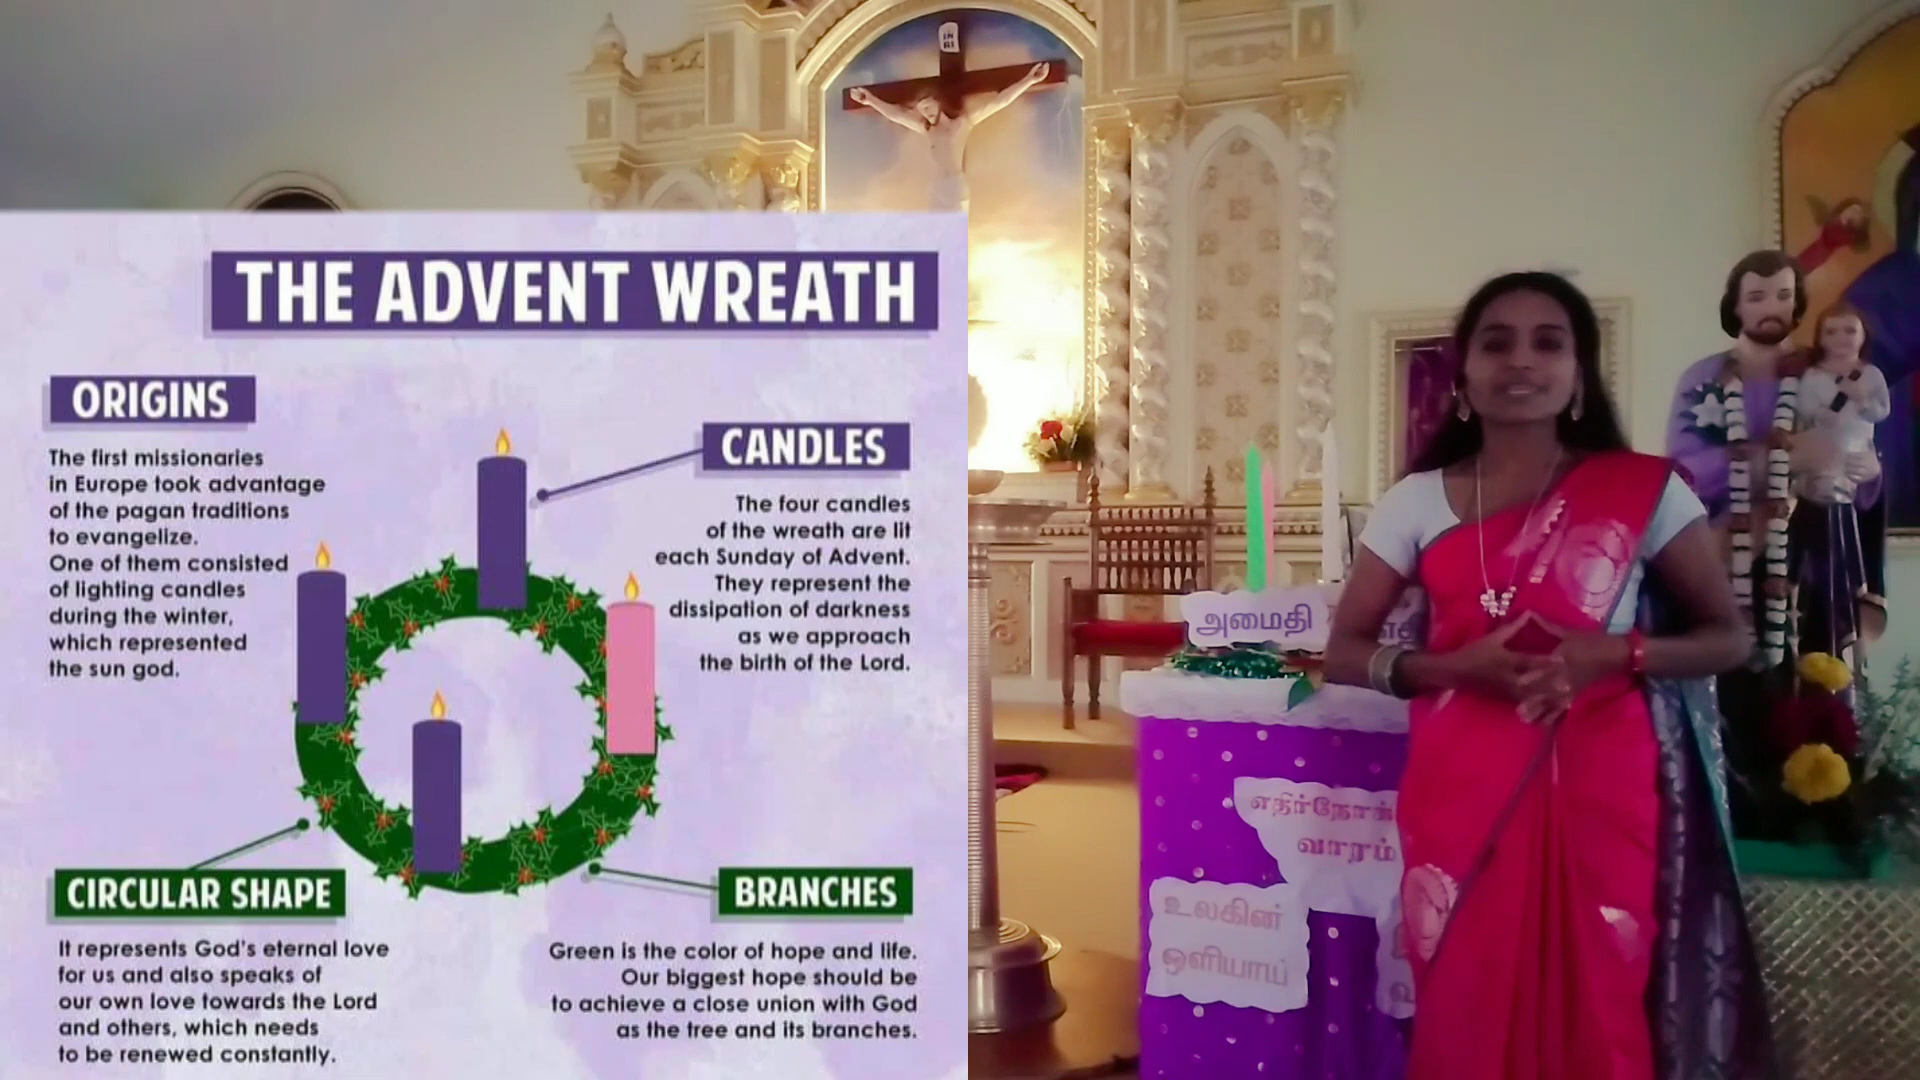 IN
RI
THE ADVENT WREATH
ORIGINS
The first missionaries
in Europe took advantage
of the pagan traditions
to evangelize.
One of them consisted
of lighting candles
during the winter,
which represented
the sun god.
CANDLES
The four candles
of the wreath are lit
each Sunday of Advent.
They represent the
dissipation of darkness
as we approach
the birth of the Lord.
CIRCULAR SHAPE
It represents God's eternal love
for us and also speaks of
our own love towards the Lord
and others, which needs
to be renewed constantly.
BRANCHES
Green is the color of hope and life.
Our biggest hope should be
to achieve a close union with God
as the tree and its branches.
அமைதி
வாரும்
உலகின்
ஒளியாய்